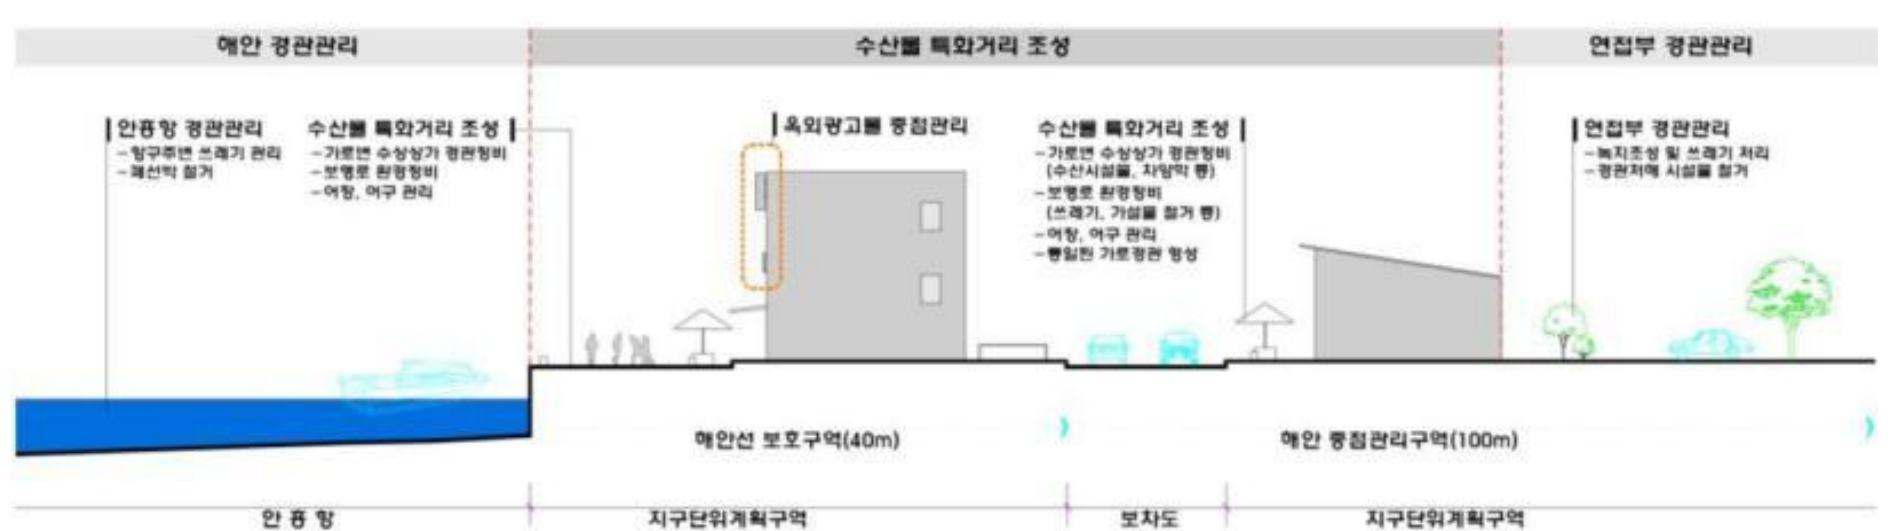 해안 경관관리
수산물 특화거리 조성
연접부 경관관리
안흥항 경관관리
-항구주변 쓰레기 관리
-폐선박 철거
수산물 특화거리 조성
-가로변 수상상가 경관정비
-보행로 환경정비
-어장, 어구 관리
옥외광고물 중점관리
수산물 특화거리 조성
-가로변 수상상가 경관정비
(수산시설물, 차양막 등)
-보행로 환경정비
(쓰레기, 가설물 철거 등)
-어장, 어구 관리
-통일된 가로경관 형성
연접부 경관관리
-녹지조성 및 쓰레기 처리
-경관저해 시설물 철거
해안선 보호구역(40m)
해안 중점관리구역(100m)
안흥항
지구단위계획구역
보차도
지구단위계획구역